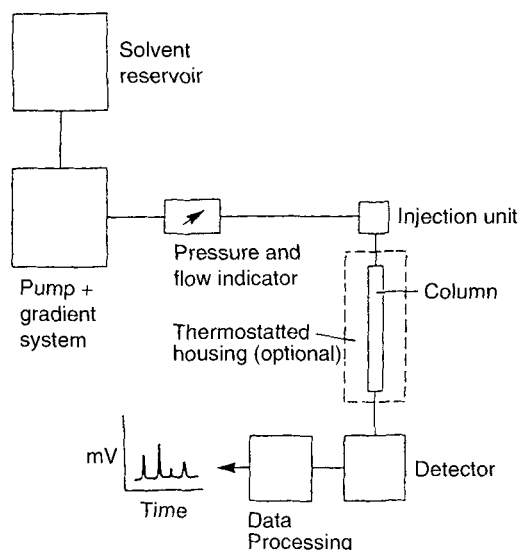 Solvent
reservoir
Pump +
gradient
system
Pressure and
flow indicator
Injection unit
Column
Thermostatted
housing (optional)
Detector
Data
Processing
mV
Time